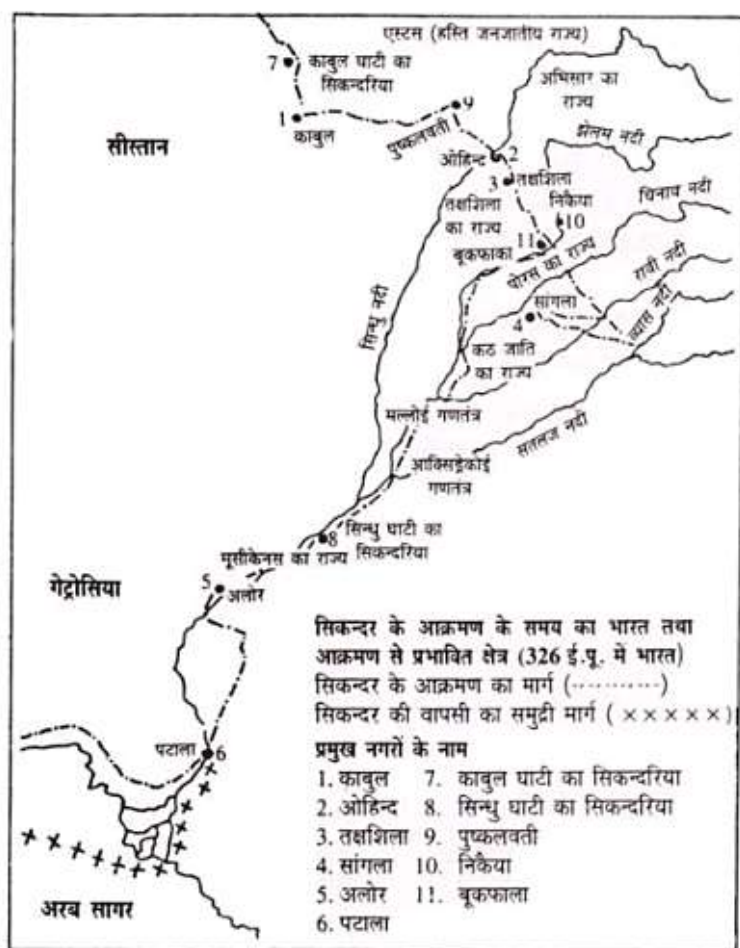 एस्टस (हस्ति जनजातीय राज्य)
7
काबुल घाटी का
सिकन्दरिया
अभिसार का
राज्य
9
1
काबुल
पुष्कलवती
सीस्तान
झेलम नदी
ओहिन्द
2
3
तक्षशिला
तक्षशिला
का राज्य
निकैया
10
चिनाब नदी
11
बूकफाका
पोरस का राज्य
रावी नदी
सांगला
4
व्यास नदी
सिन्धु नदी
कठ जाति
का राज्य
मल्लोई गणतंत्र
सतलज नदी
आक्सिड्रेकोई
गणतंत्र
8
सिन्धु घाटी का
सिकन्दरिया
मूसीकेनस का राज्य
5
अलोर
गेट्रोसिया
सिकन्दर के आक्रमण के समय का भारत तथा
आक्रमण से प्रभावित क्षेत्र (326 ई.पू. में भारत)
सिकन्दर के आक्रमण का मार्ग (...........)
सिकन्दर की वापसी का समुद्री मार्ग ( ×××××)
पटाला
6
प्रमुख नगरों के नाम
1. काबुल 7. काबुल घाटी का सिकन्दरिया
2. ओहिन्द 8. सिन्धु घाटी का सिकन्दरिया
3. तक्षशिला 9. पुष्कलवती
4. सांगला 10. निकैया
5. अलोर 11. बूकफाला
6. पटाला
अरब सागर